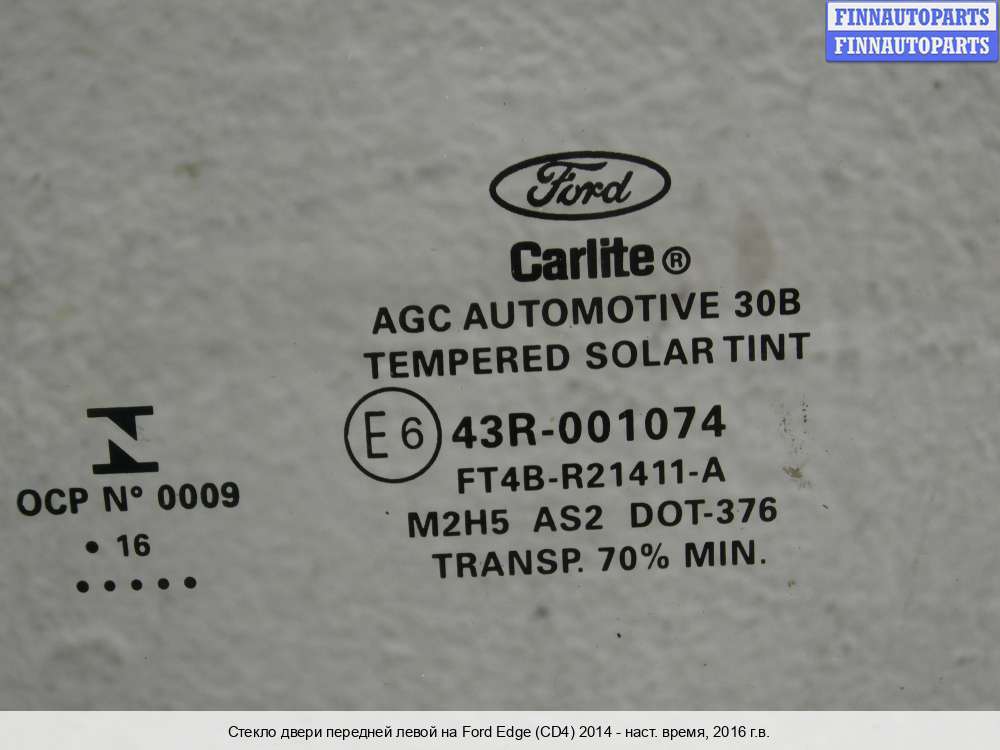 FINNAUTOPARTS
FINNAUTOPARTS
Ford
Carlite®
AGC AUTOMOTIVE 30B
TEMPERED SOLAR TINT
E6 43R-001074
FT4B-R21411-A
M2H5 AS2 DOT-376
TRANSP. 70% MIN.
OCP N° 0009
• 16
• • • • •
Стекло двери передней левой на Ford Edge (CD4) 2014 - наст. время, 2016 г.в.